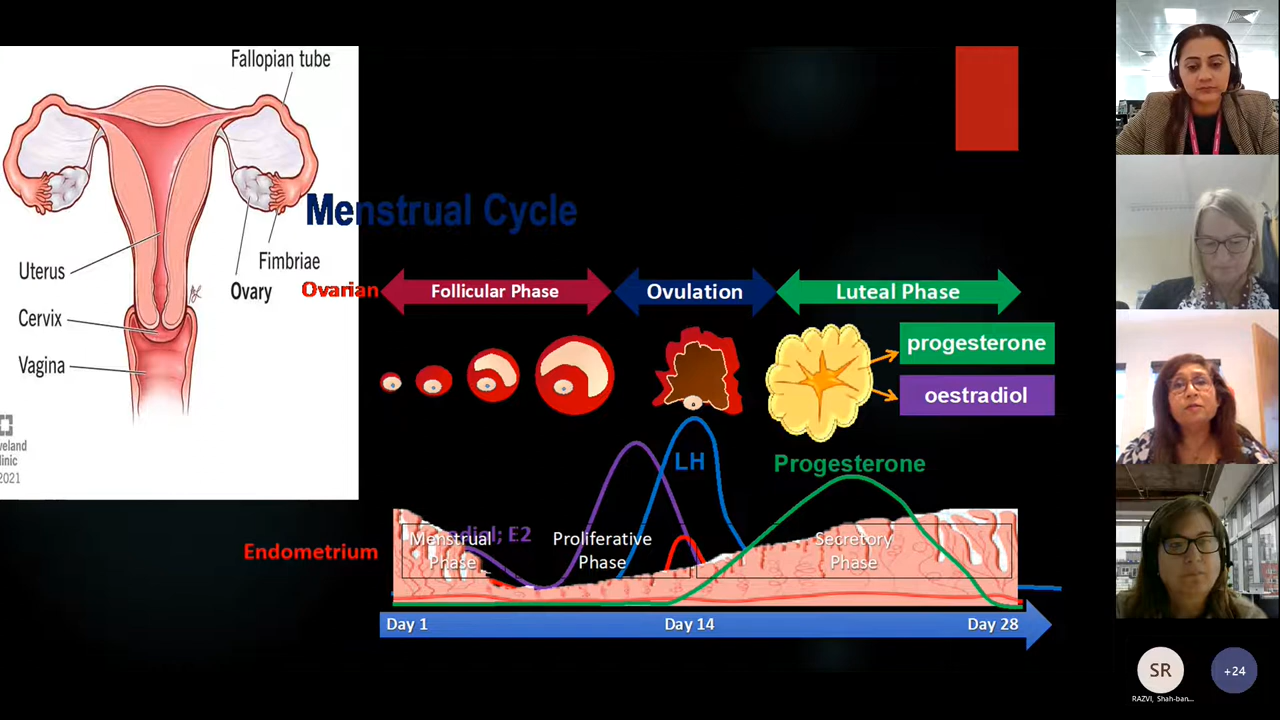 Fallopian tube
Menstrual Cycle
Uterus
Fimbriae
Ovary
Ovarian
Follicular Phase
Ovulation
Luteal Phase
Cervix
Vagina
progesterone
oestradiol
LH
Progesterone
E2
Endometrium
Menstrual
Phase
Proliferative
Phase
Secretory
Phase
Day 1
Day 14
Day 28
2021
SR
+24
RAZVI, Shah-ban...